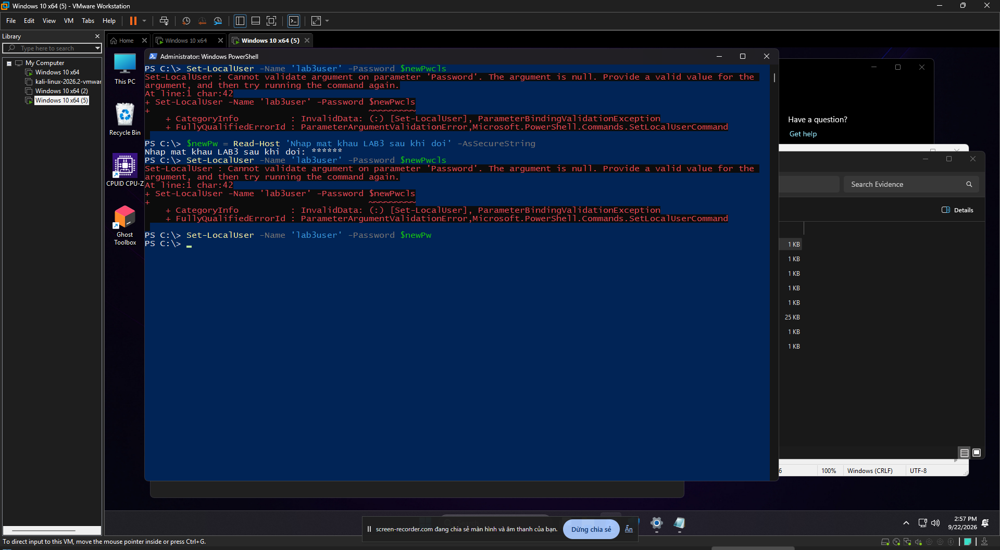 Windows 10 x64 (5) - VMware Workstation
File Edit View VM Tabs Help
Library
Type here to search
My Computer
Windows 10 x64
kali-linux-2026.2-vmwar
Windows 10 x64 (2)
Windows 10 x64 (5)
Home
Windows 10 x64
Windows 10 x64 (5)
This PC
Recycle Bin
CPUID CPU-Z
Ghost
Toolbox
Administrator: Windows PowerShell
PS C:\> Set-LocalUser -Name 'lab3user' -Password $newPwcls
Set-LocalUser : Cannot validate argument on parameter 'Password'. The argument is null. Provide a valid value for the
argument, and then try running the command again.
At line:1 char:42
+ Set-LocalUser -Name 'lab3user' -Password $newPwcls
+                                          ~~~~~~~~~
    + CategoryInfo          : InvalidData: (:) [Set-LocalUser], ParameterBindingValidationException
    + FullyQualifiedErrorId : ParameterArgumentValidationError,Microsoft.PowerShell.Commands.SetLocalUserCommand
PS C:\> $newPw = Read-Host 'Nhap mat khau LAB3 sau khi doi' -AsSecureString
Nhap mat khau LAB3 sau khi doi: ******
PS C:\> Set-LocalUser -Name 'lab3user' -Password $newPwcls
Set-LocalUser : Cannot validate argument on parameter 'Password'. The argument is null. Provide a valid value for the
argument, and then try running the command again.
At line:1 char:42
+ Set-LocalUser -Name 'lab3user' -Password $newPwcls
+                                          ~~~~~~~~~
    + CategoryInfo          : InvalidData: (:) [Set-LocalUser], ParameterBindingValidationException
    + FullyQualifiedErrorId : ParameterArgumentValidationError,Microsoft.PowerShell.Commands.SetLocalUserCommand
PS C:\> Set-LocalUser -Name 'lab3user' -Password $newPw
PS C:\>
Have a question?
Get help
Search Evidence
Details
1 KB
1 KB
1 KB
1 KB
1 KB
25 KB
1 KB
1 KB
6 100% Windows (CRLF) UTF-8
screen-recorder.com đang chia sẻ màn hình và âm thanh của bạn. Dừng chia sẻ Ẩn
2:57 PM
9/22/2026
To direct input to this VM, move the mouse pointer inside or press Ctrl+G.